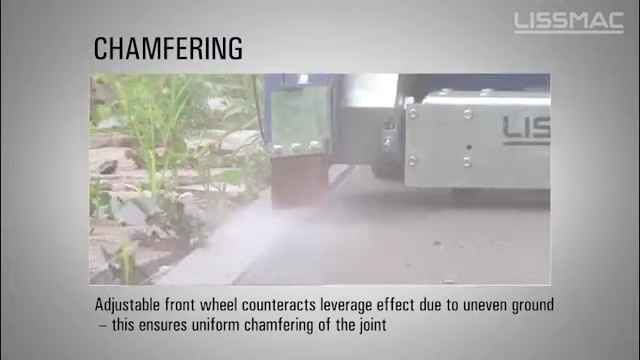 LISSMAC
CHAMFERING
LIS
Adjustable front wheel counteracts leverage effect due to uneven ground
– this ensures uniform chamfering of the joint